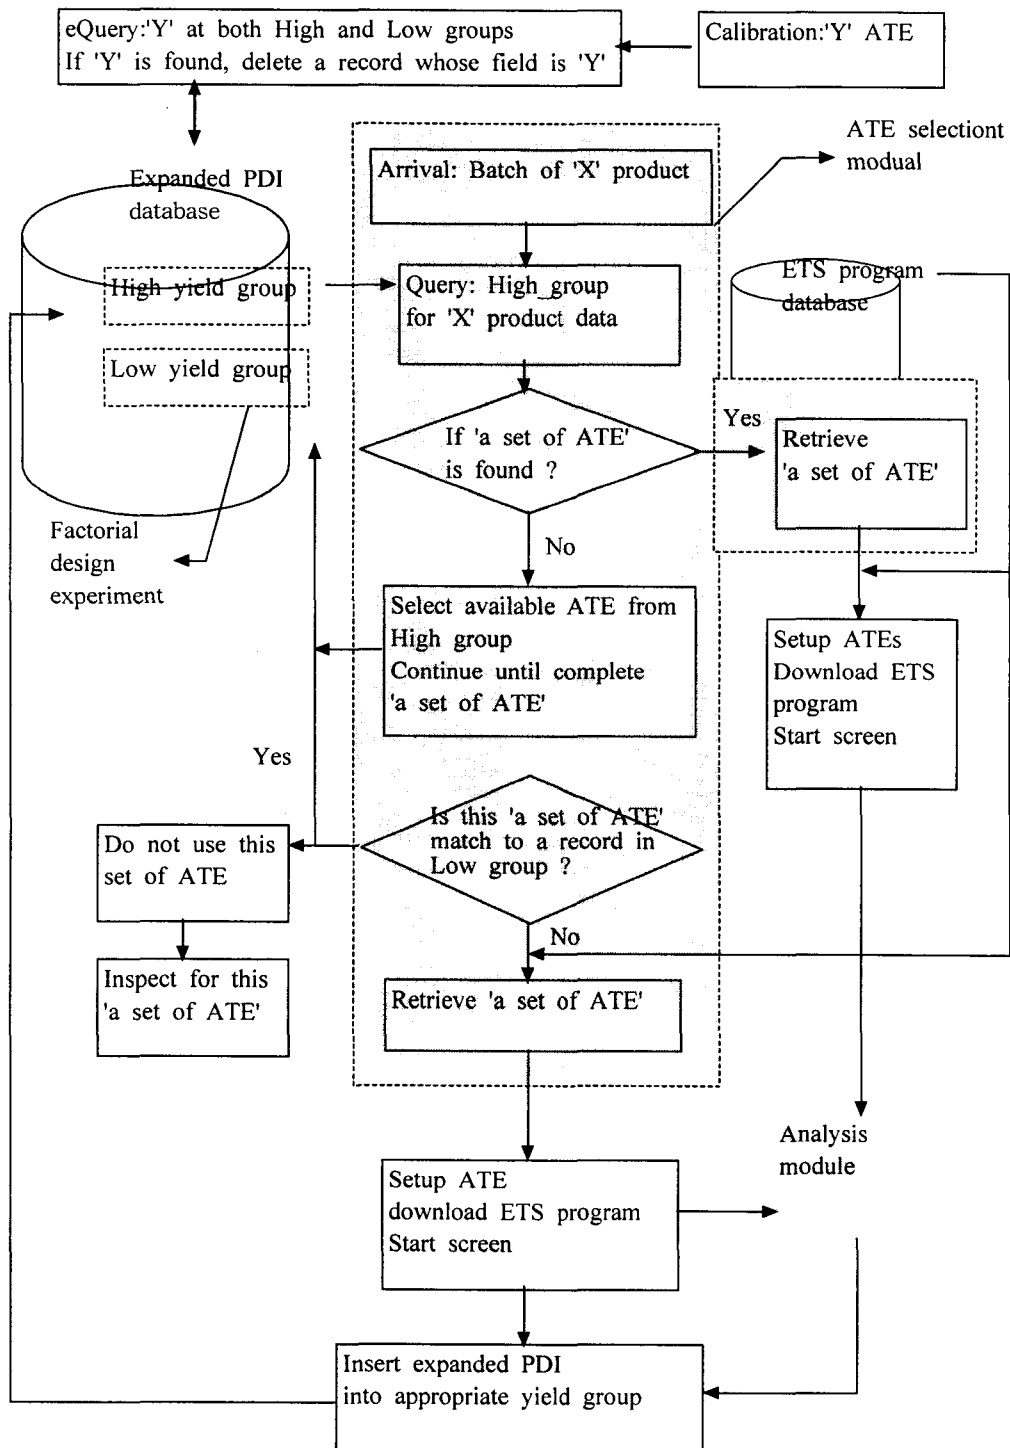 eQuery:'Y' at both High and Low groups
If 'Y' is found, delete a record whose field is 'Y'
Calibration:'Y' ATE
ATE selectiont
modual
Arrival: Batch of 'X' product
Expanded PDI
database
High yield group
Low yield group
Query: High group
for 'X' product data
ETS program
database
If 'a set of ATE'
is found ?
Yes
Retrieve
'a set of ATE'
Factorial
design
experiment
No
Select available ATE from
High group
Continue until complete
'a set of ATE'
Setup ATEs
Download ETS
program
Start screen
Yes
Is this 'a set of ATE'
match to a record in
Low group ?
Do not use this
set of ATE
No
Inspect for this
'a set of ATE'
Retrieve 'a set of ATE'
Analysis
module
Setup ATE
download ETS program
Start screen
Insert expanded PDI
into appropriate yield group